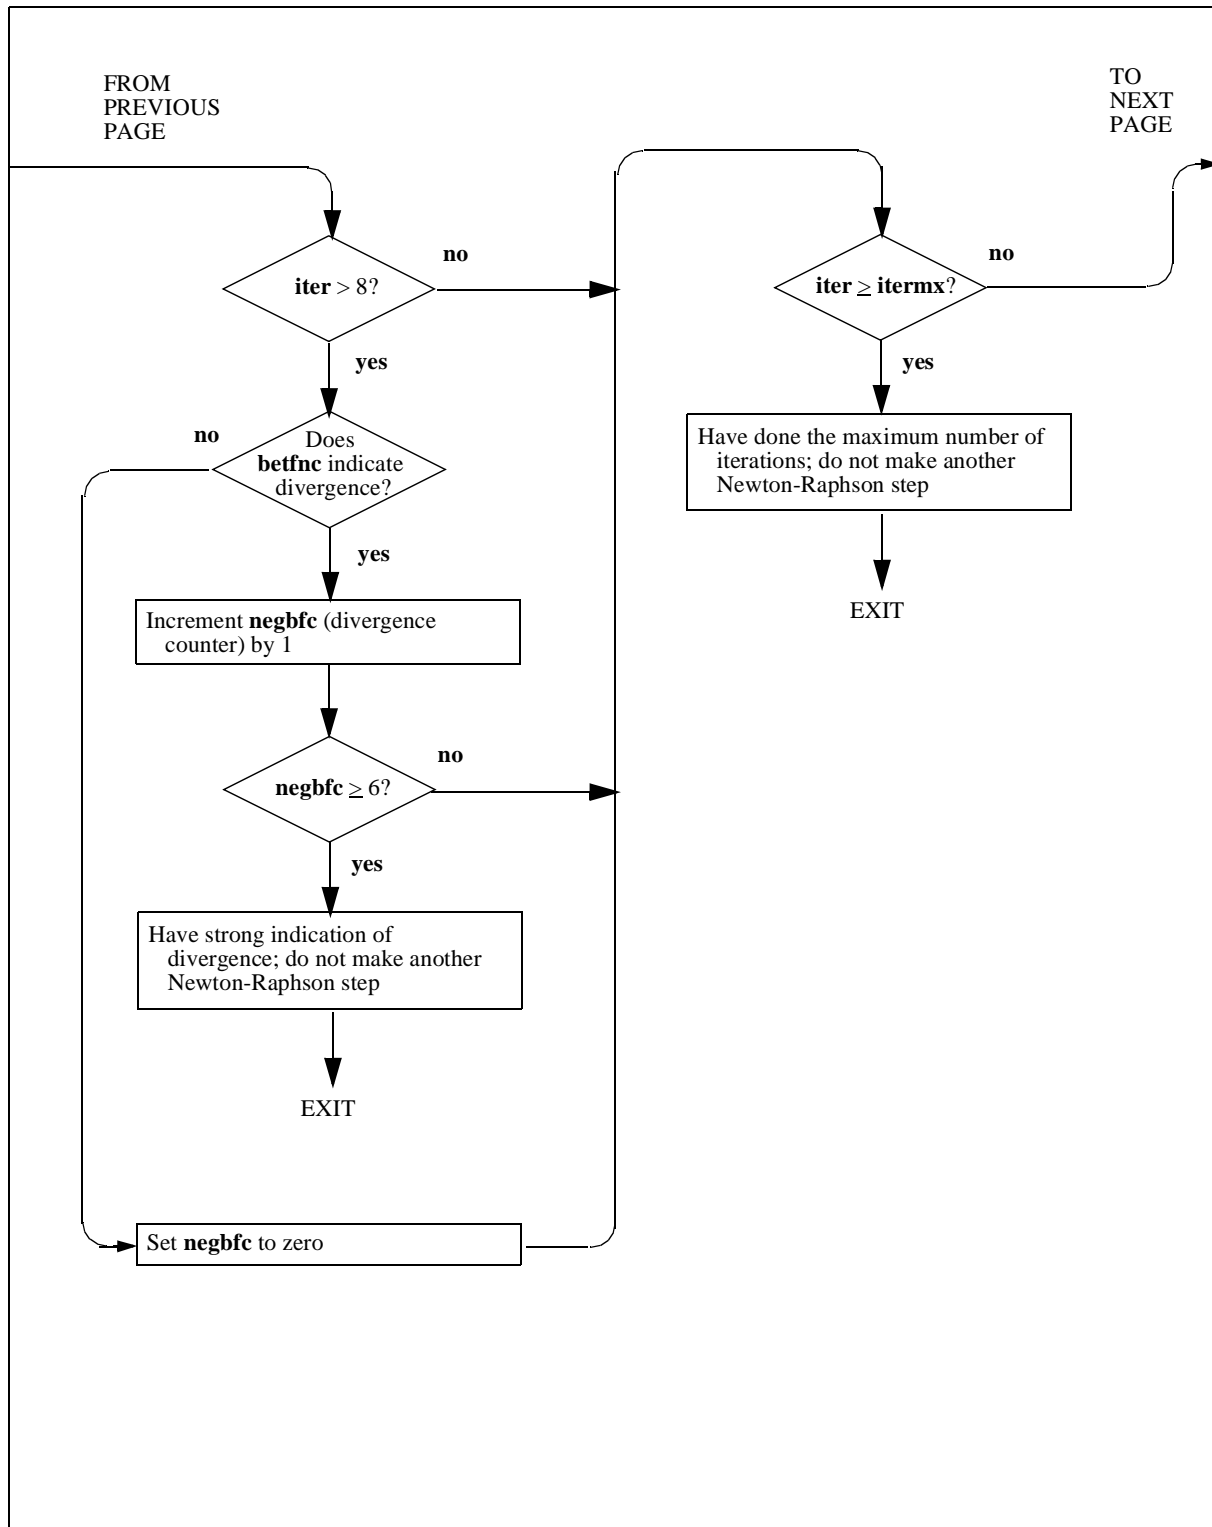 FROM
PREVIOUS
PAGE
iter > 8?
no
yes
Does
betfnc indicate
divergence?
no
yes
Increment negbfc (divergence
counter) by 1
negbfc ≥ 6?
no
yes
Have strong indication of
divergence; do not make another
Newton-Raphson step
EXIT
Set negbfc to zero
TO
NEXT
PAGE
iter ≥ itermx?
no
yes
Have done the maximum number of
iterations; do not make another
Newton-Raphson step
EXIT